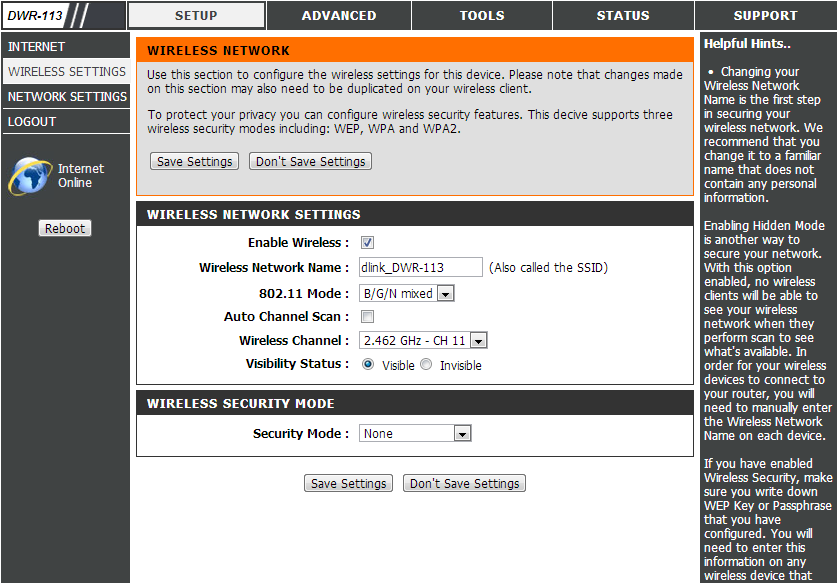 DWR-113
SETUP
ADVANCED
TOOLS
STATUS
SUPPORT
INTERNET
WIRELESS SETTINGS
NETWORK SETTINGS
LOGOUT
Internet
Online
Reboot
WIRELESS NETWORK
Use this section to configure the wireless settings for this device. Please note that changes made
on this section may also need to be duplicated on your wireless client.
To protect your privacy you can configure wireless security features. This decive supports three
wireless security modes including: WEP, WPA and WPA2.
Save Settings Don't Save Settings
WIRELESS NETWORK SETTINGS
Enable Wireless :
Wireless Network Name : dlink_DWR-113 (Also called the SSID)
802.11 Mode : B/G/N mixed
Auto Channel Scan :
Wireless Channel : 2.462 GHz - CH 11
Visibility Status : Visible Invisible
WIRELESS SECURITY MODE
Security Mode : None
Save Settings Don't Save Settings
Helpful Hints..
• Changing your
Wireless Network
Name is the first step
in securing your
wireless network. We
recommend that you
change it to a familiar
name that does not
contain any personal
information.
Enabling Hidden Mode
is another way to
secure your network.
With this option
enabled, no wireless
clients will be able to
see your wireless
network when they
perform scan to see
what's available. In
order for your wireless
devices to connect to
your router, you will
need to manually enter
the Wireless Network
Name on each device.
If you have enabled
Wireless Security, make
sure you write down
WEP Key or Passphrase
that you have
configured. You will
need to enter this
information on any
wireless device that